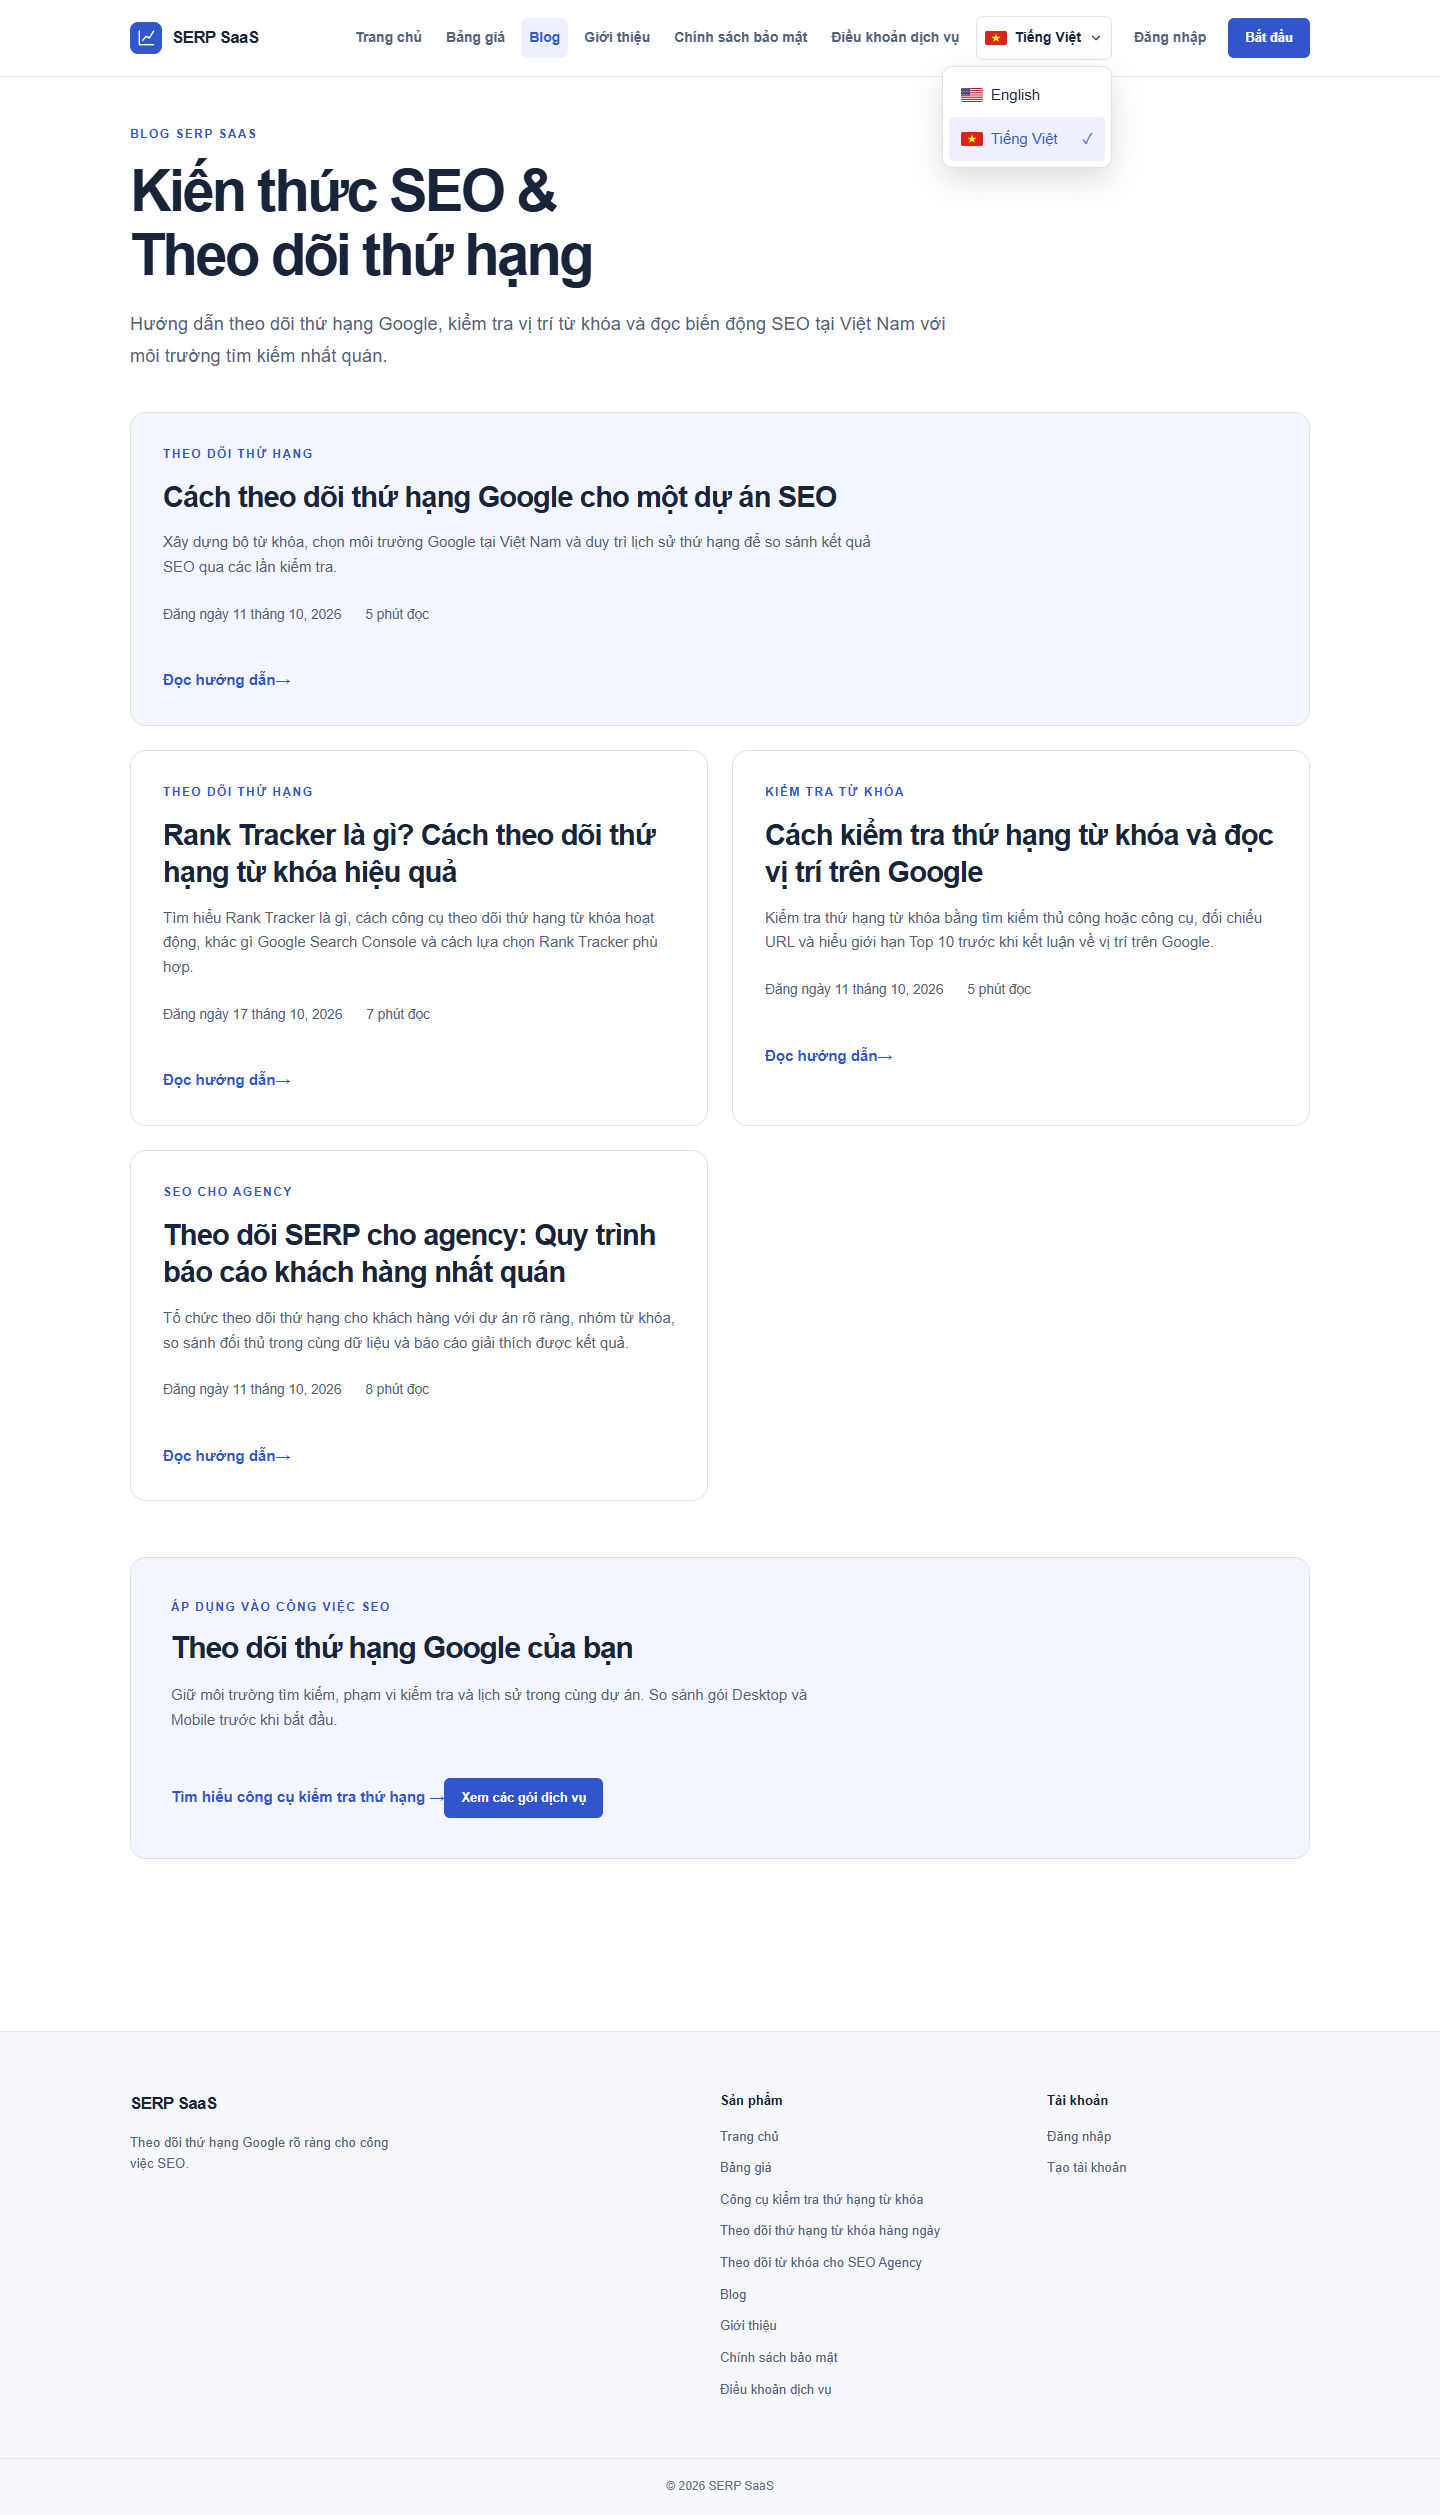 SERP SaaS
Trang chủ
Bảng giá
Blog
Giới thiệu
Chính sách bảo mật
Điều khoản dịch vụ
Tiếng Việt
Đăng nhập
Bắt đầu
English
Tiếng Việt ✓
BLOG SERP SAAS
Kiến thức SEO &
Theo dõi thứ hạng
Hướng dẫn theo dõi thứ hạng Google, kiểm tra vị trí từ khóa và đọc biến động SEO tại Việt Nam với
môi trường tìm kiếm nhất quán.
THEO DÕI THỨ HẠNG
Cách theo dõi thứ hạng Google cho một dự án SEO
Xây dựng bộ từ khóa, chọn môi trường Google tại Việt Nam và duy trì lịch sử thứ hạng để so sánh kết quả
SEO qua các lần kiểm tra.
Đăng ngày 11 tháng 10, 2026 5 phút đọc
Đọc hướng dẫn→
THEO DÕI THỨ HẠNG
Rank Tracker là gì? Cách theo dõi thứ
hạng từ khóa hiệu quả
Tìm hiểu Rank Tracker là gì, cách công cụ theo dõi thứ hạng từ khóa hoạt
động, khác gì Google Search Console và cách lựa chọn Rank Tracker phù
hợp.
Đăng ngày 17 tháng 10, 2026 7 phút đọc
Đọc hướng dẫn→
KIỂM TRA TỪ KHÓA
Cách kiểm tra thứ hạng từ khóa và đọc
vị trí trên Google
Kiểm tra thứ hạng từ khóa bằng tìm kiếm thủ công hoặc công cụ, đối chiếu
URL và hiểu giới hạn Top 10 trước khi kết luận về vị trí trên Google.
Đăng ngày 11 tháng 10, 2026 5 phút đọc
Đọc hướng dẫn→
SEO CHO AGENCY
Theo dõi SERP cho agency: Quy trình
báo cáo khách hàng nhất quán
Tổ chức theo dõi thứ hạng cho khách hàng với dự án rõ ràng, nhóm từ khóa,
so sánh đối thủ trong cùng dữ liệu và báo cáo giải thích được kết quả.
Đăng ngày 11 tháng 10, 2026 8 phút đọc
Đọc hướng dẫn→
ÁP DỤNG VÀO CÔNG VIỆC SEO
Theo dõi thứ hạng Google của bạn
Giữ môi trường tìm kiếm, phạm vi kiểm tra và lịch sử trong cùng dự án. So sánh gói Desktop và
Mobile trước khi bắt đầu.
Tìm hiểu công cụ kiểm tra thứ hạng →
Xem các gói dịch vụ
SERP SaaS
Theo dõi thứ hạng Google rõ ràng cho công
việc SEO.
Sản phẩm
Trang chủ
Bảng giá
Công cụ kiểm tra thứ hạng từ khóa
Theo dõi thứ hạng từ khóa hàng ngày
Theo dõi từ khóa cho SEO Agency
Blog
Giới thiệu
Chính sách bảo mật
Điều khoản dịch vụ
Tài khoản
Đăng nhập
Tạo tài khoản
© 2026 SERP SaaS